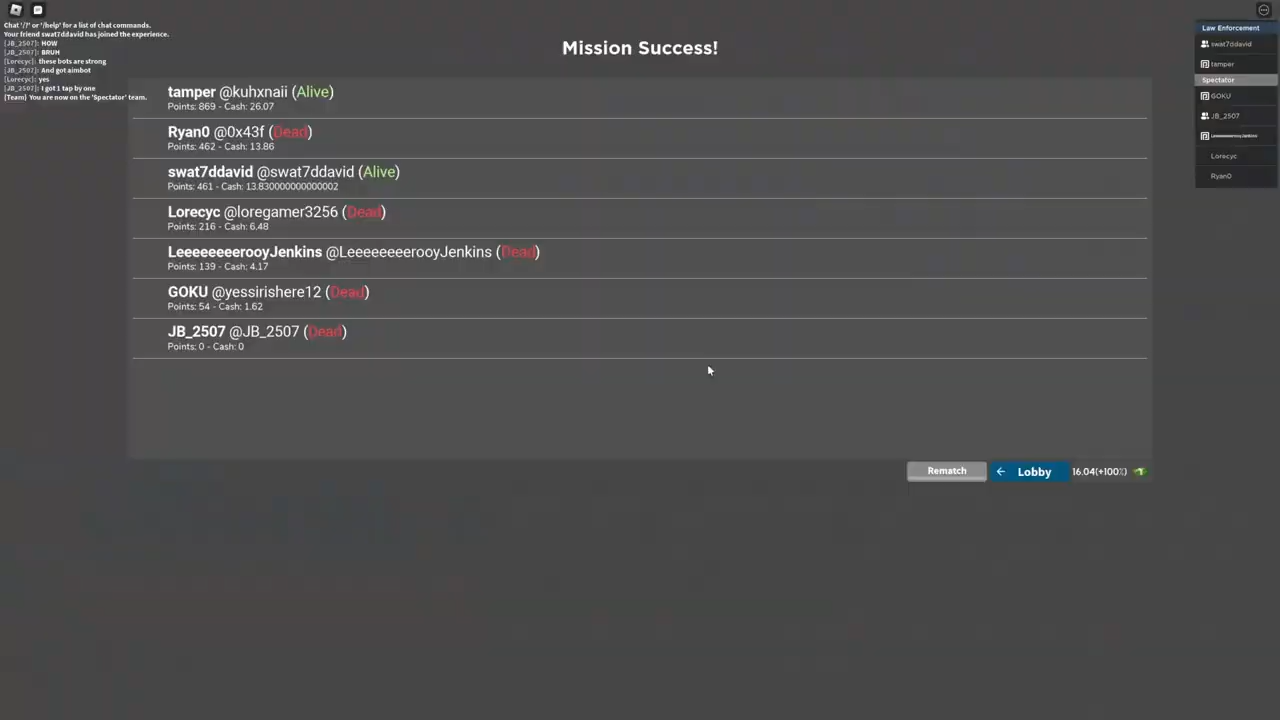 Chat '/?' or '/help' for a list of chat commands.
Your friend swat7ddavid has joined the experience.
[JB_2507]: HOW
[JB_2507]: BRUH
[Lorecyc]: these bots are strong
[JB_2507]: And got aimbot
[Lorecyc]: yes
[JB_2507]: I got 1 tap by one
[Team] You are now on the 'Spectator' team.
Mission Success!
tamper @kuhxnaii (Alive)
Points: 869 - Cash: 26.07
Ryan0 @0x43f (Dead)
Points: 462 - Cash: 13.86
swat7ddavid @swat7ddavid (Alive)
Points: 461 - Cash: 13.830000000000002
Lorecyc @loregamer3256 (Dead)
Points: 216 - Cash: 6.48
LeeeeeeerooyJenkins @LeeeeeeerooyJenkins (Dead)
Points: 139 - Cash: 4.17
GOKU @yessirishere12 (Dead)
Points: 54 - Cash: 1.62
JB_2507 @JB_2507 (Dead)
Points: 0 - Cash: 0
Rematch
Lobby
16.04(+100%)
Law Enforcement
swat7ddavid
tamper
Spectator
GOKU
JB_2507
LeeeeeeerooyJenkins
Lorecyc
Ryan0